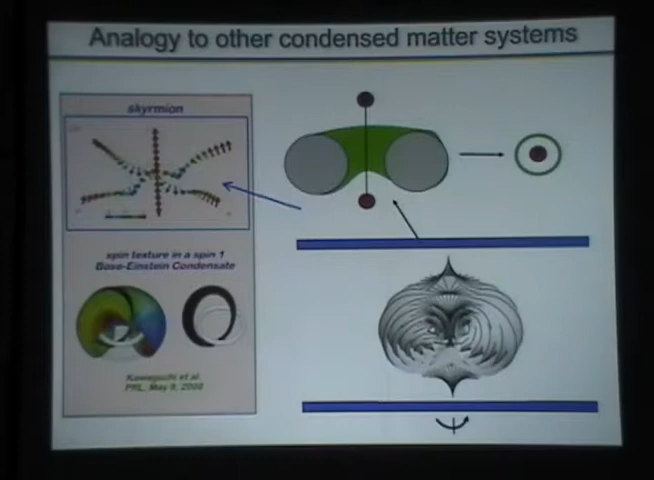 Analogy to other condensed matter systems
skyrmion
spin texture in a spin 1
Bose-Einstein Condensate
Kawaguchi et al.
PRL, May 9, 2008